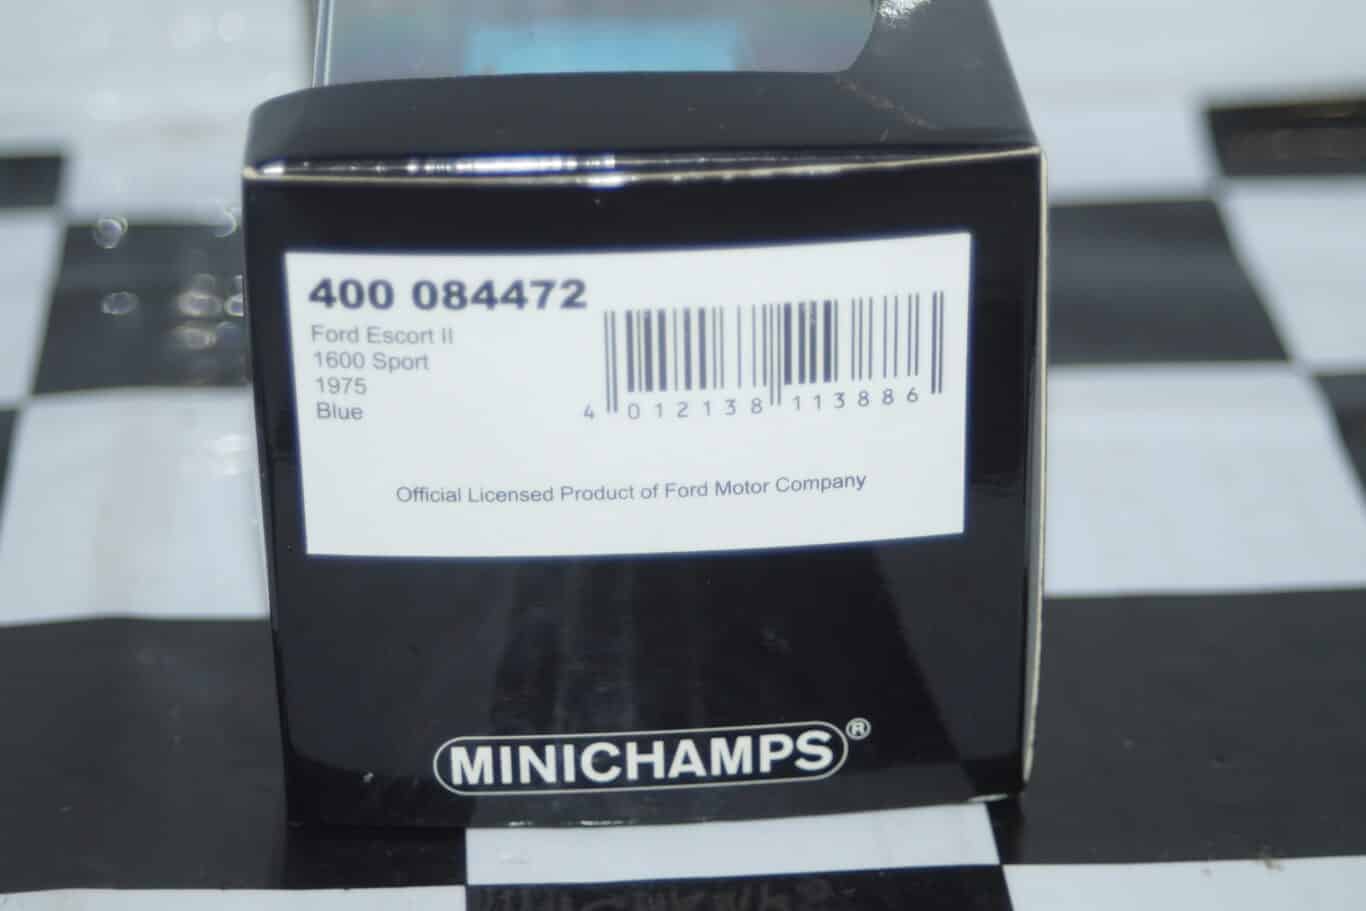 400 084472
Ford Escort II
1600 Sport
1975
Blue
4 012138 113886
Official Licensed Product of Ford Motor Company
MINICHAMPS®